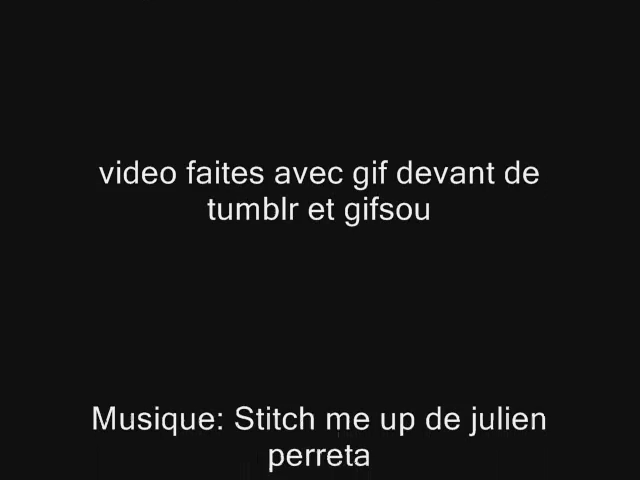 video faites avec gif devant de
tumblr et gifsou
Musique: Stitch me up de julien
perreta